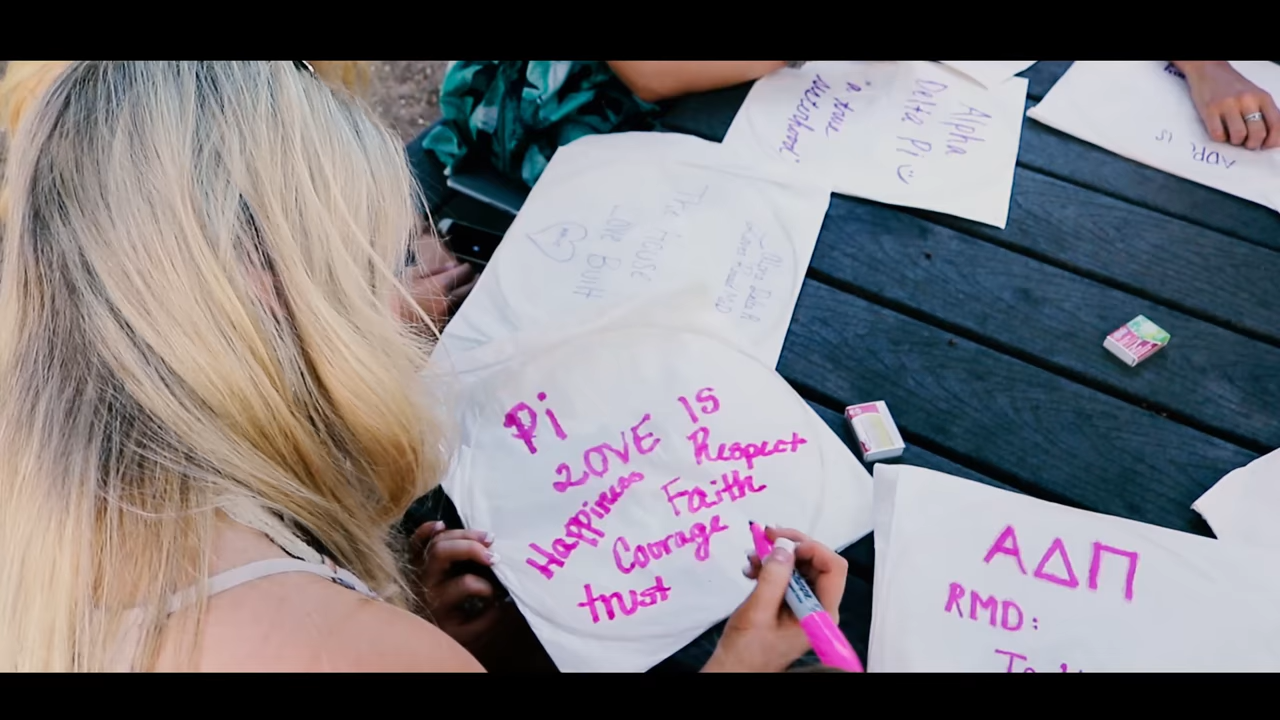 Pi
LOVE IS
Happiness Respect
Faith
Courage
trust
ΑΔΠ
RMD:
Alpha
Delta Pi
"A true
The House
Love Built
ADPi IS